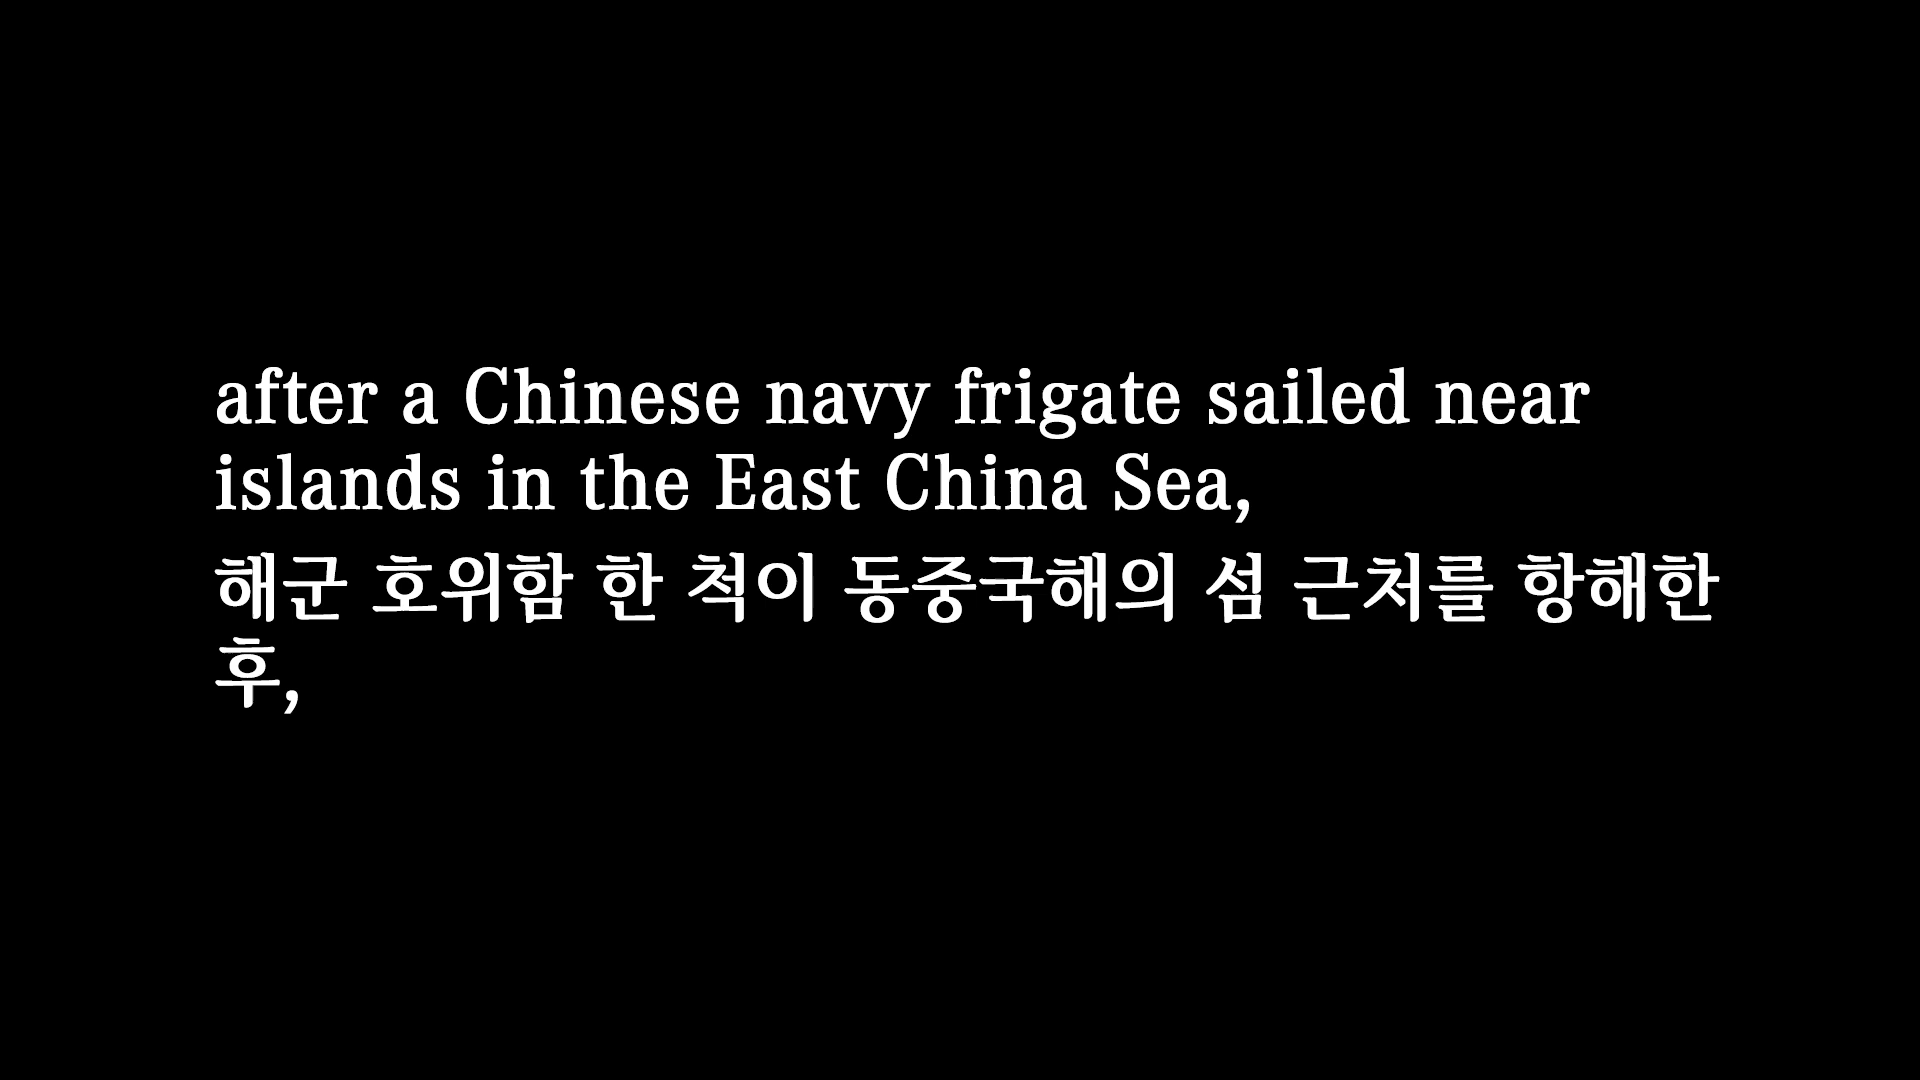 after a Chinese navy frigate sailed near
islands in the East China Sea,
해군 호위함 한 척이 동중국해의 섬 근처를 항해한
후,